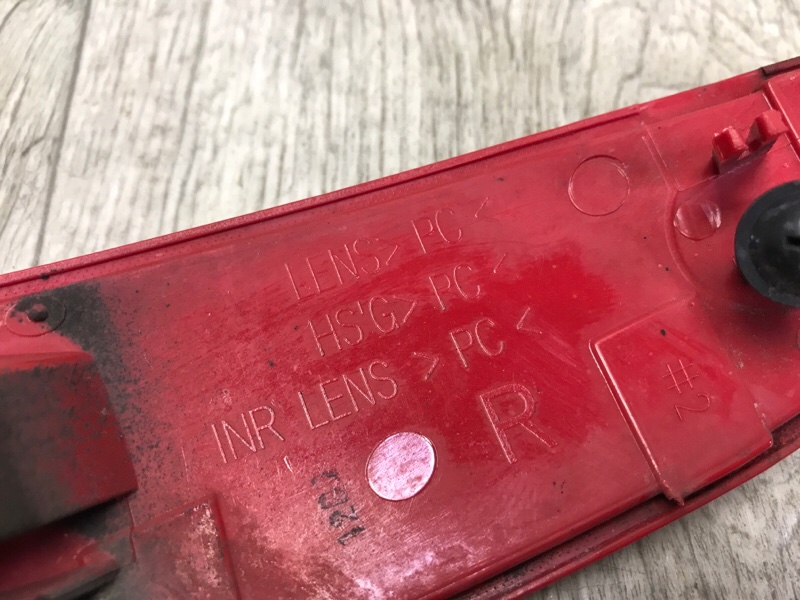 LENS>PC<
HS'G>PC<
INR LENS >PC<
R
#2